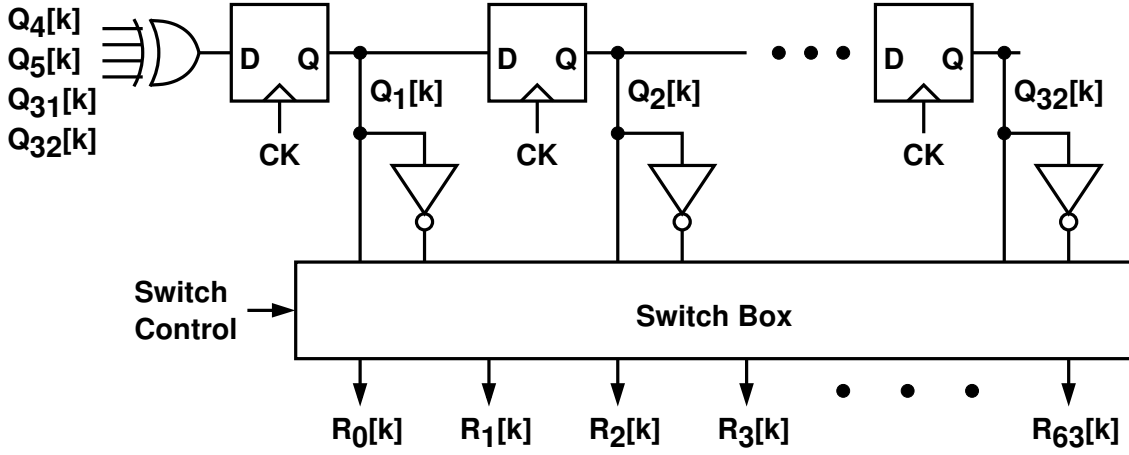 Q4[k]
Q5[k]
Q31[k]
Q32[k]
D Q
D Q
D Q
Q1[k]
Q2[k]
Q32[k]
CK
CK
CK
Switch
Control
Switch Box
R0[k] R1[k] R2[k] R3[k] R63[k]